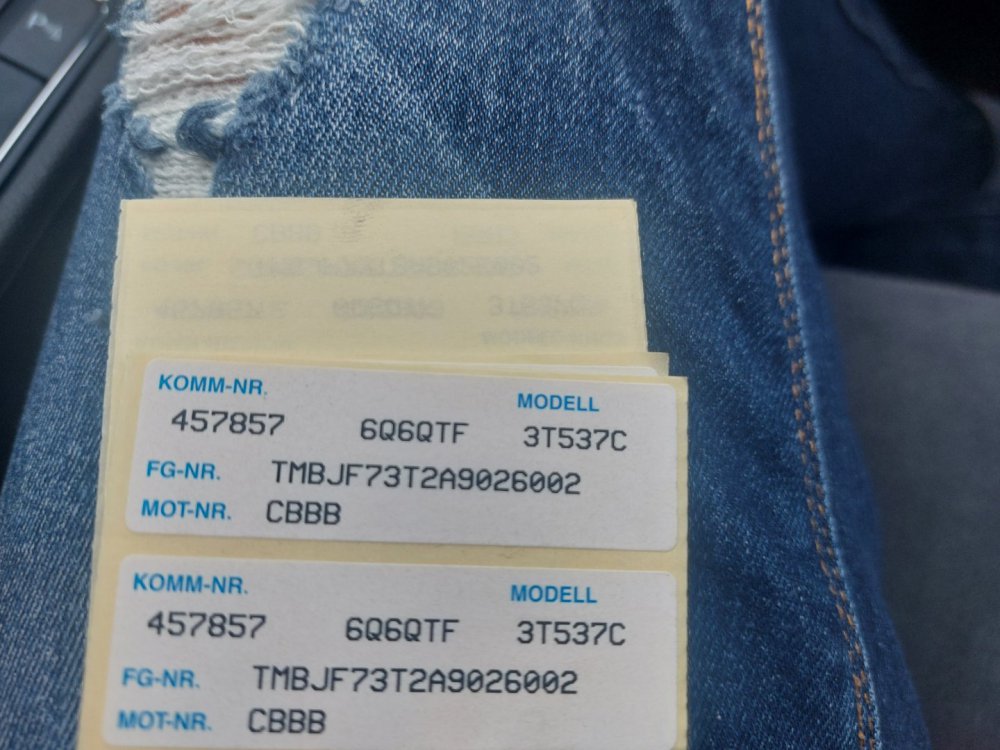 KOMM-NR. MODELL
457857 6Q6QTF 3T537C
FG-NR. TMBJF73T2A9026002
MOT-NR. CBBB
KOMM-NR. MODELL
457857 6Q6QTF 3T537C
FG-NR. TMBJF73T2A9026002
MOT-NR. CBBB